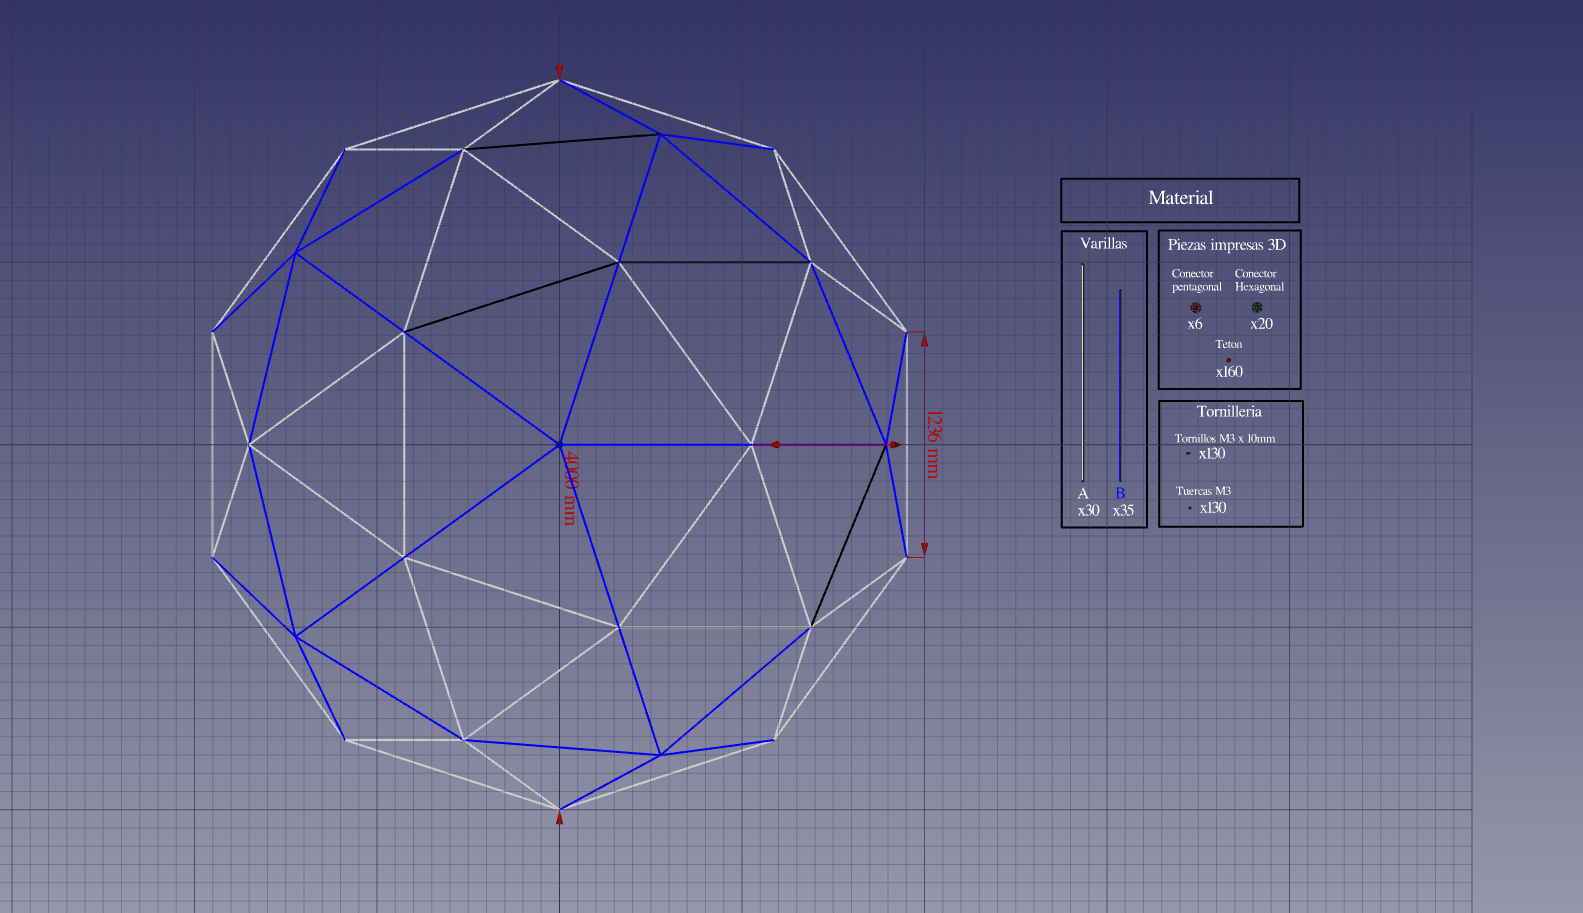 Material
Varillas
A
x30
B
x35
Piezas impresas 3D
Conector
pentagonal
x6
Conector
Hexagonal
x20
Teton
x160
Tornilleria
Tornillos M3 x 10mm
x130
Tuercas M3
x130
1236 mm
4000 mm